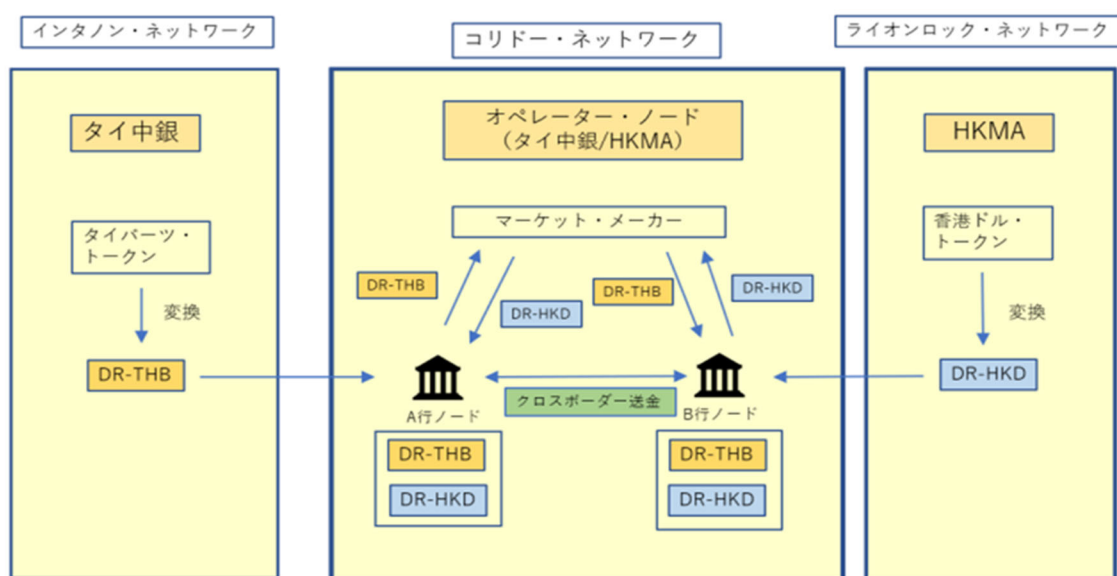 インタノン・ネットワーク
コリドー・ネットワーク
ライオンロック・ネットワーク
タイ中銀
オペレーター・ノード
（タイ中銀/HKMA）
HKMA
マーケット・メーカー
タイバーツ・
トークン
香港ドル・
トークン
DR-THB
DR-HKD
DR-THB
DR-HKD
変換
変換
DR-THB
DR-HKD
クロスボーダー送金
A行ノード
B行ノード
DR-THB
DR-HKD
DR-THB
DR-HKD